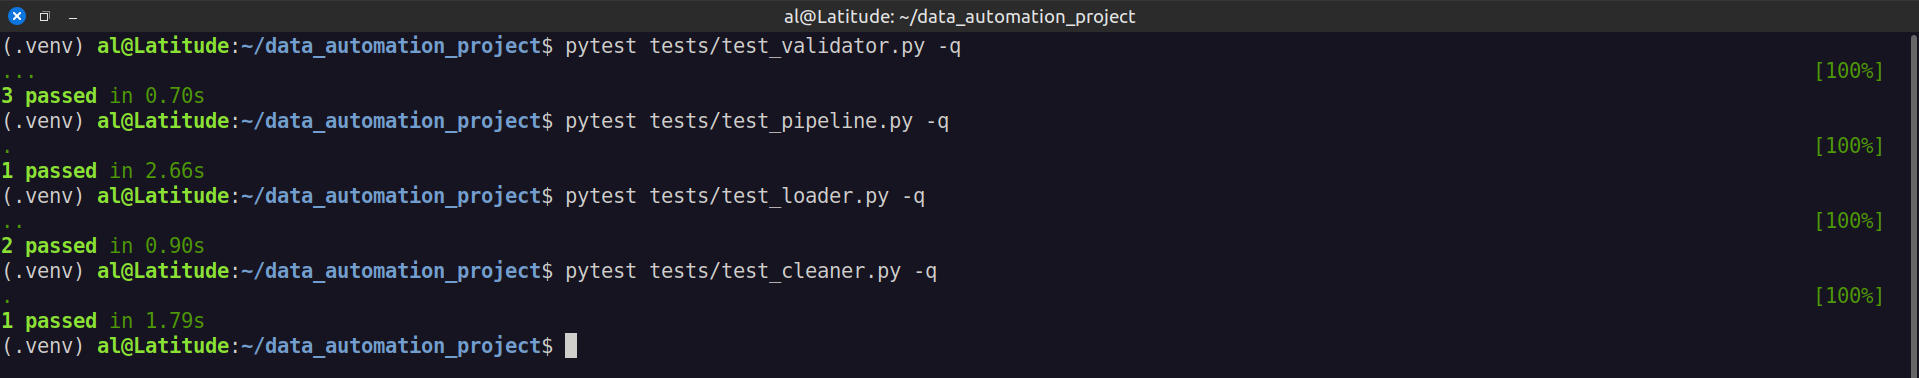 al@Latitude: ~/data_automation_project
(.venv) al@Latitude:~/data_automation_project$ pytest tests/test_validator.py -q
... [100%]
3 passed in 0.70s
(.venv) al@Latitude:~/data_automation_project$ pytest tests/test_pipeline.py -q
. [100%]
1 passed in 2.66s
(.venv) al@Latitude:~/data_automation_project$ pytest tests/test_loader.py -q
.. [100%]
2 passed in 0.90s
(.venv) al@Latitude:~/data_automation_project$ pytest tests/test_cleaner.py -q
. [100%]
1 passed in 1.79s
(.venv) al@Latitude:~/data_automation_project$